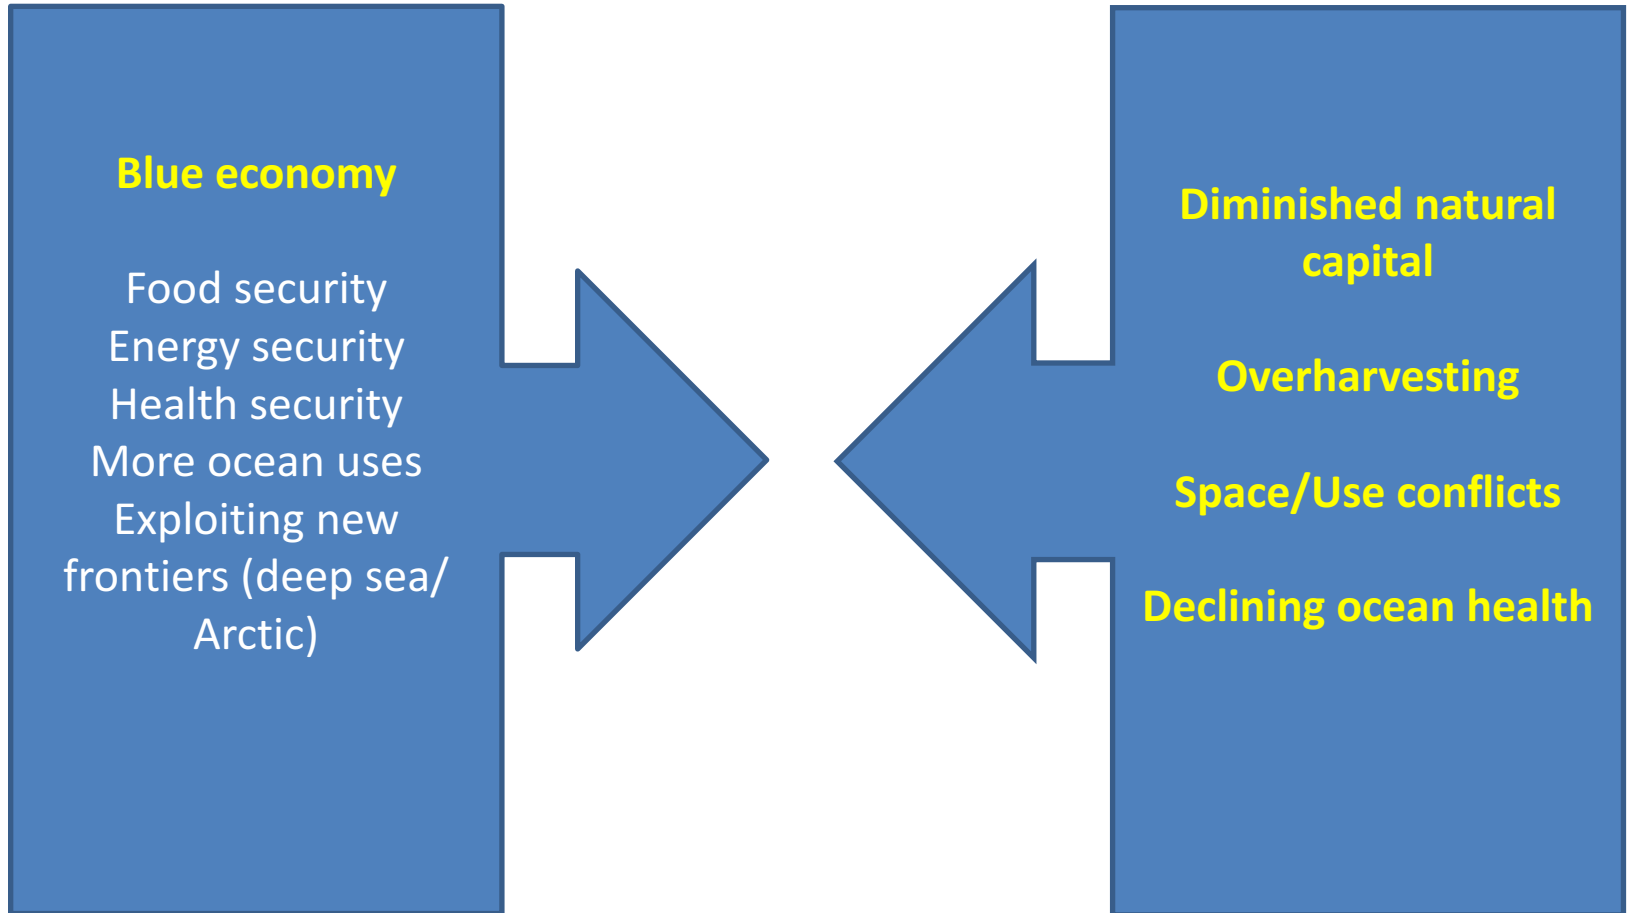 Blue economy
Food security
Energy security
Health security
More ocean uses
Exploiting new
frontiers (deep sea/
Arctic)
Diminished natural
capital
Overharvesting
Space/Use conflicts
Declining ocean health